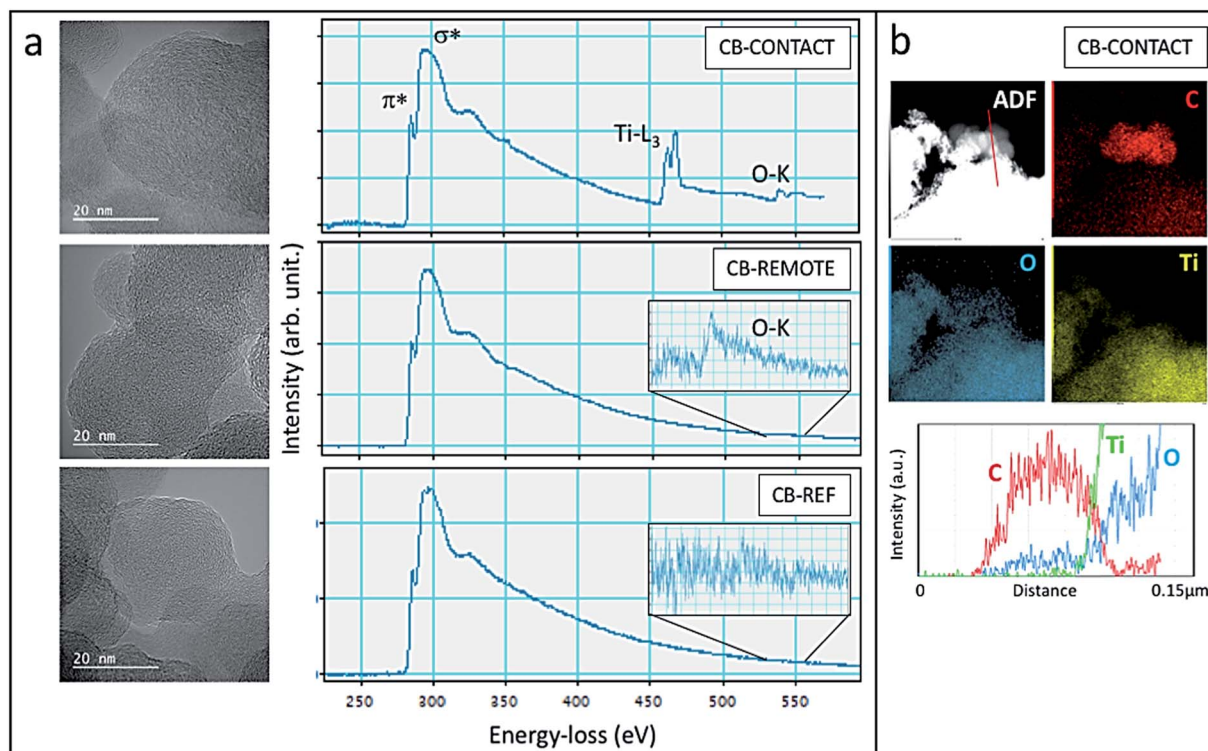 a
20 nm
20 nm
20 nm
Intensity (arb. unit.)
CB-CONTACT
π*
σ*
Ti-L3
O-K
CB-REMOTE
O-K
CB-REF
250 300 350 400 450 500 550
Energy-loss (eV)
b
CB-CONTACT
ADF
C
O
Ti
Intensity (a.u.)
C
Ti
O
0 Distance 0.15μm